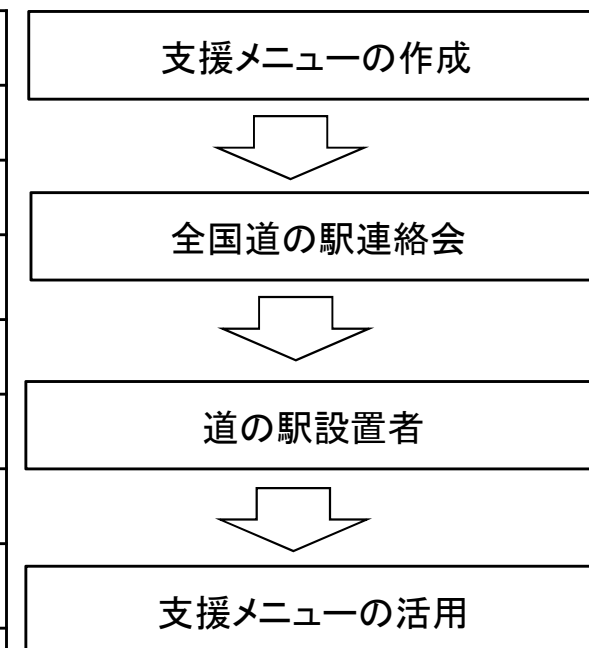 支援メニューの作成
全国道の駅連絡会
道の駅設置者
支援メニューの活用